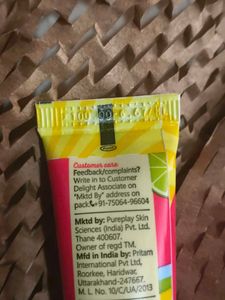 Customer care
Feedback/complaints?
Write in to Customer
Delight Associate on
"Mktd By" address on
pack +91-75064-96604
Mktd by: Pureplay Skin
Sciences (India) Pvt. Ltd.
Thane 400607.
Owner of regd TM.
Mfd in India by: Pritam
International Pvt Ltd,
Roorkee, Haridwar,
Uttarakhand-247667,
M. L. No. 10/C/UA/2013